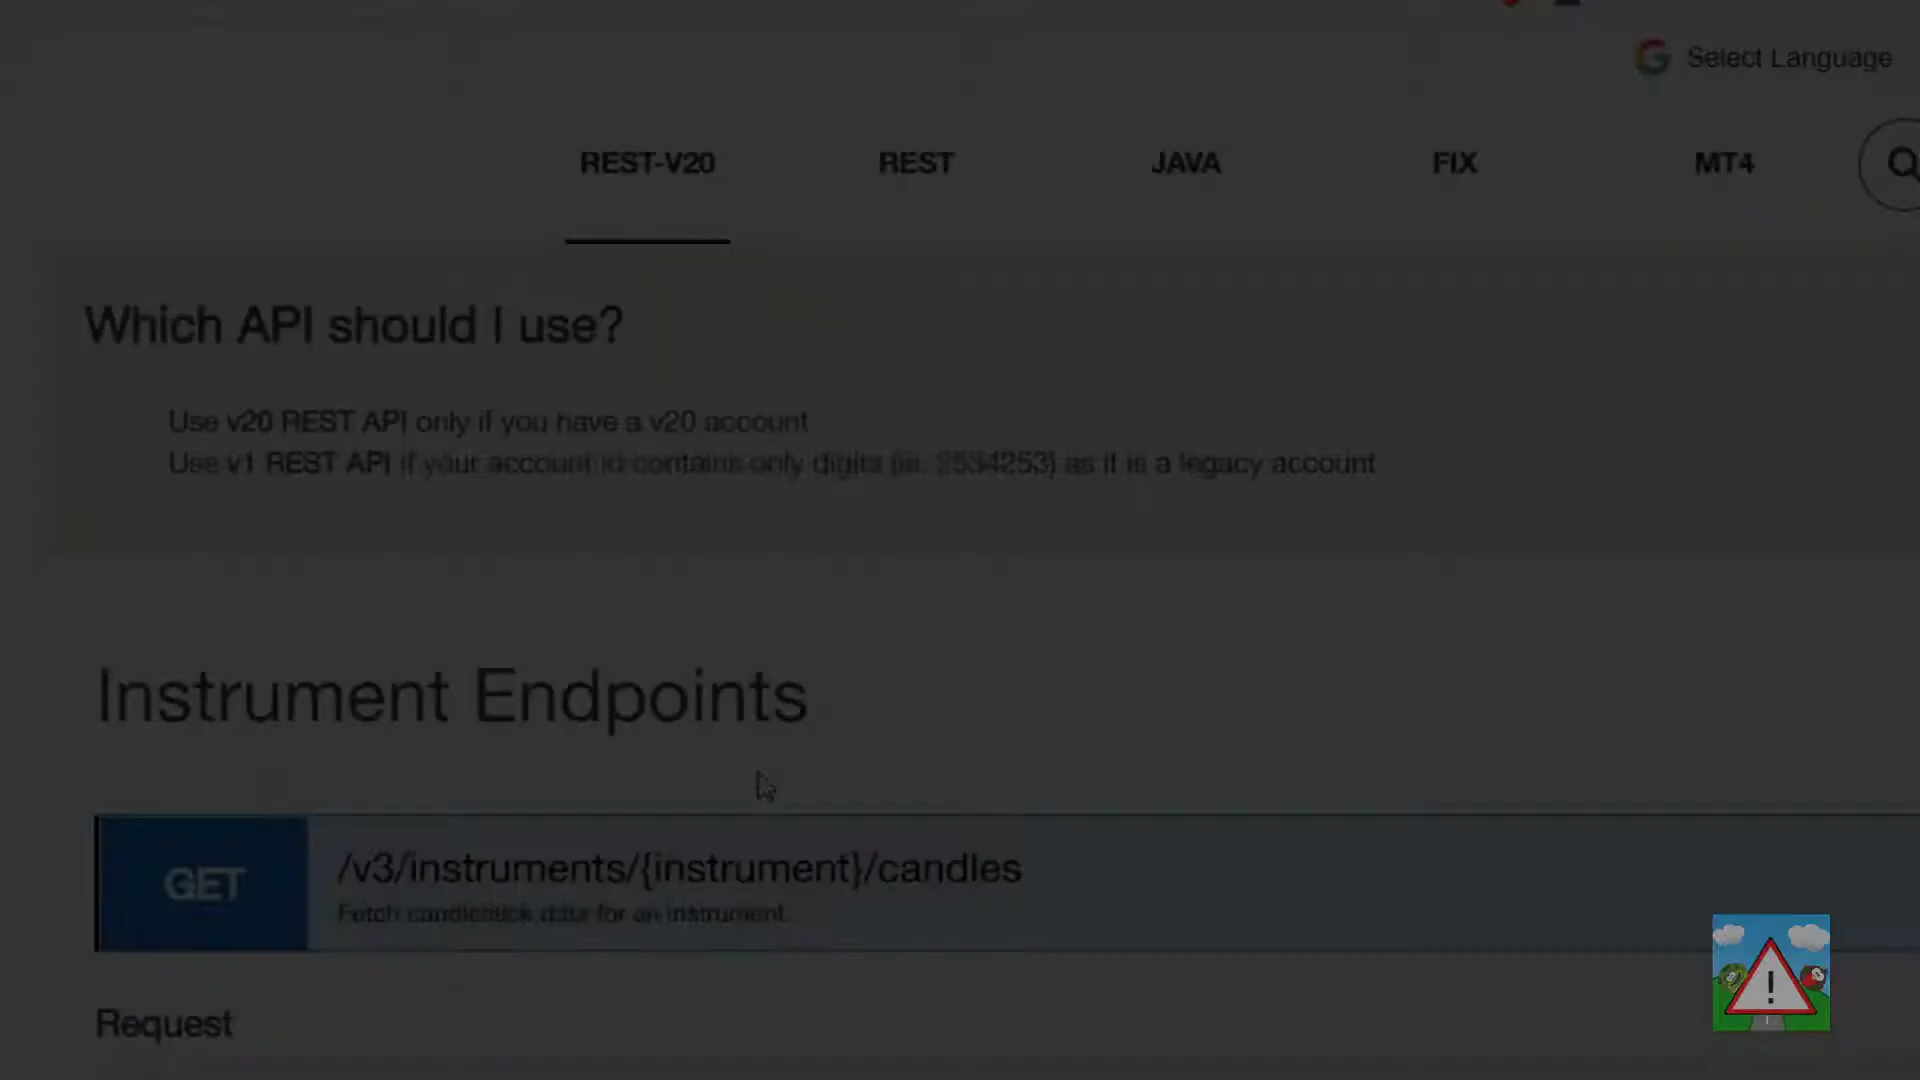 Select Language
REST-V20
REST
JAVA
FIX
MT4
Which API should I use?
Use v20 REST API only if you have a v20 account
Use v1 REST API if your account id contains only digits (ie. 2534253) as it is a legacy account
Instrument Endpoints
GET
/v3/instruments/{instrument}/candles
Fetch candlestick data for an instrument.
Request
!